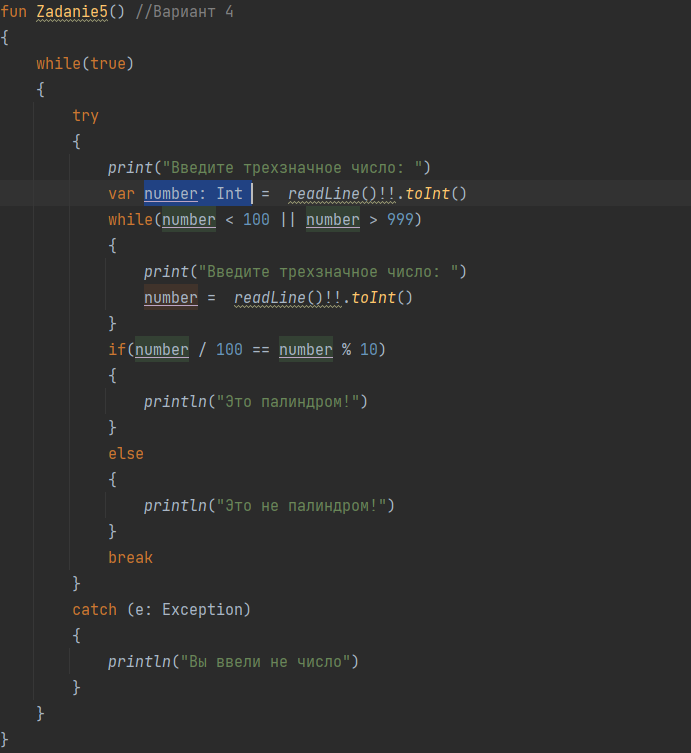 fun Zadanie5() //Вариант 4
{
    while(true)
    {
        try
        {
            print("Введите трехзначное число: ")
            var number: Int =  readLine()!!.toInt()
            while(number < 100 || number > 999)
            {
                print("Введите трехзначное число: ")
                number =  readLine()!!.toInt()
            }
            if(number / 100 == number % 10)
            {
                println("Это палиндром!")
            }
            else
            {
                println("Это не палиндром!")
            }
            break
        }
        catch (e: Exception)
        {
            println("Вы ввели не число")
        }
    }
}